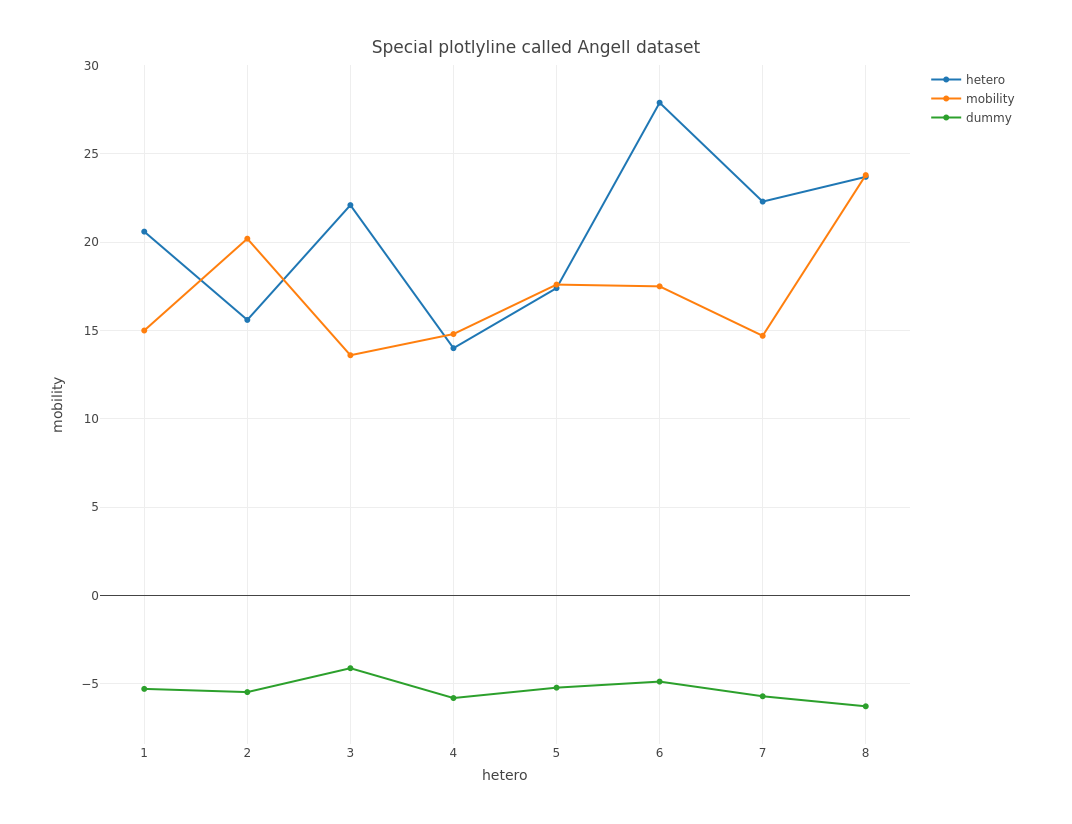 Special plotlyline called Angell dataset
hetero
mobility
dummy
30
25
20
15
10
5
0
−5
mobility
1 2 3 4 5 6 7 8
hetero